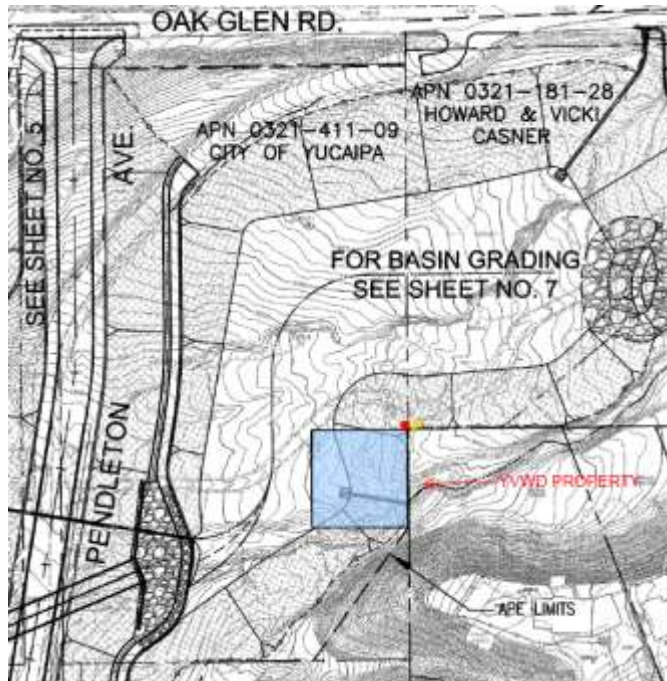 OAK GLEN RD.
SEE SHEET NO. 5
AVE.
PENDLETON
APN 0321-411-09
CITY OF YUCAIPA
APN 0321-181-28
HOWARD & VICKI
CASNER
FOR BASIN GRADING
SEE SHEET NO. 7
YVWD PROPERTY
APE LIMITS